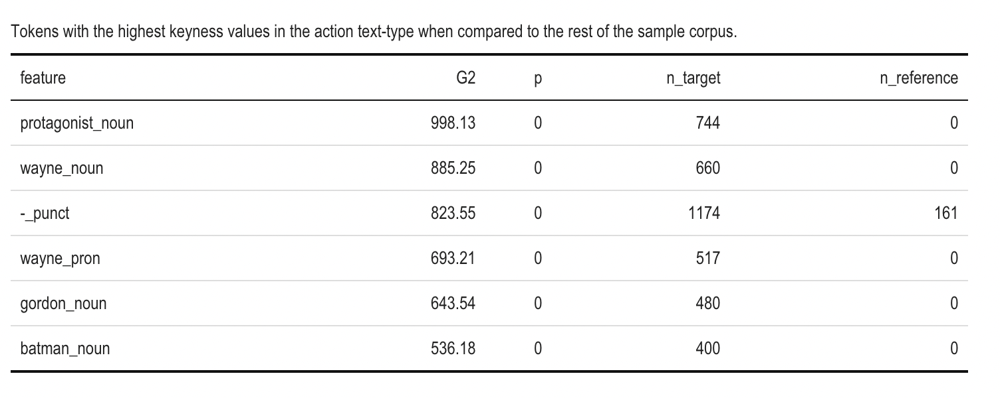 Tokens with the highest keyness values in the action text-type when compared to the rest of the sample corpus.
feature G2 p n_target n_reference
protagonist_noun 998.13 0 744 0
wayne_noun 885.25 0 660 0
-_punct 823.55 0 1174 161
wayne_pron 693.21 0 517 0
gordon_noun 643.54 0 480 0
batman_noun 536.18 0 400 0